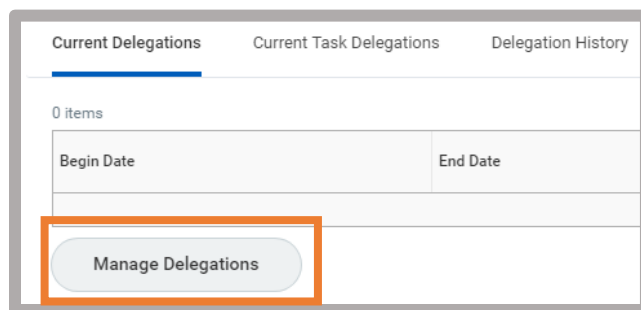 Current Delegations Current Task Delegations Delegation History
0 items
Begin Date End Date
Manage Delegations